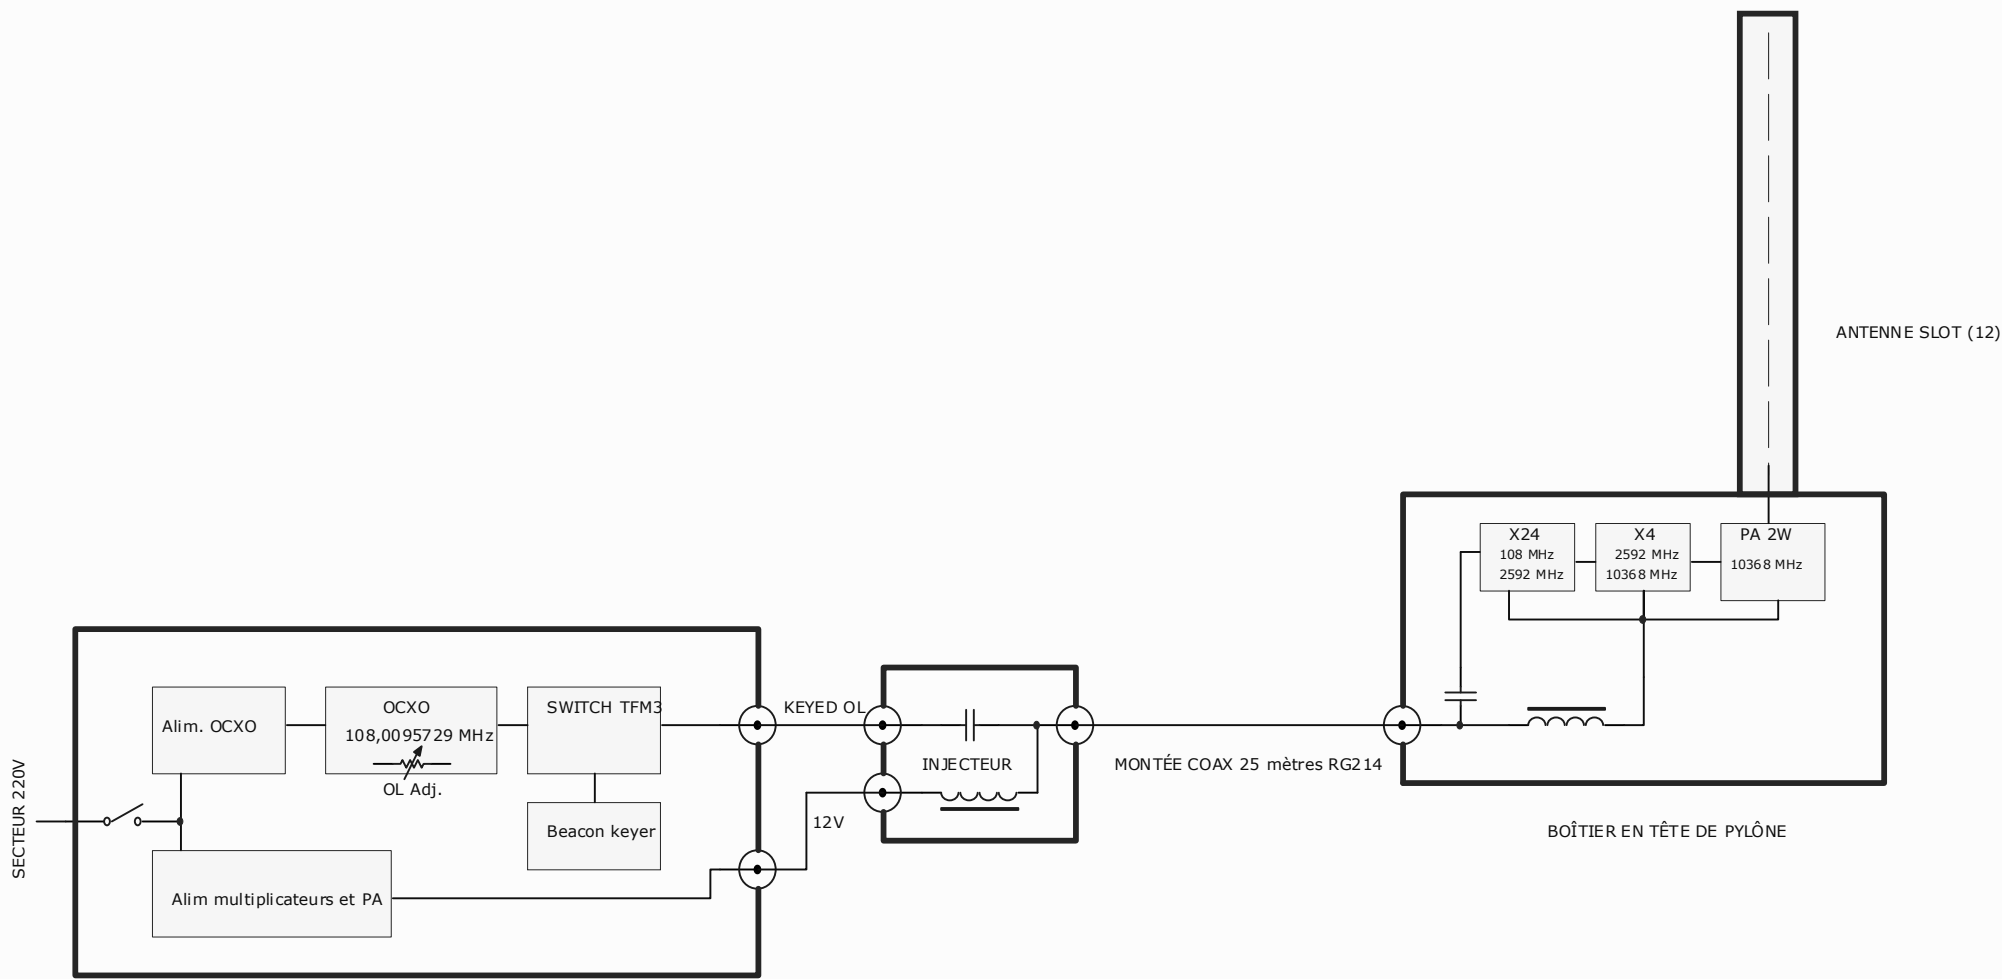 ANTENNE SLOT (12)
X24
108 MHz
2592 MHz
X4
2592 MHz
10368 MHz
PA 2W
10368 MHz
Alim. OCXO
OCXO
108,0095729 MHz
OL Adj.
SWITCH TFM3
KEYED OL
INJECTEUR
MONTÉE COAX 25 mètres RG214
SECTEUR 220V
Beacon keyer
12V
BOÎTIER EN TÊTE DE PYLÔNE
Alim multiplicateurs et PA